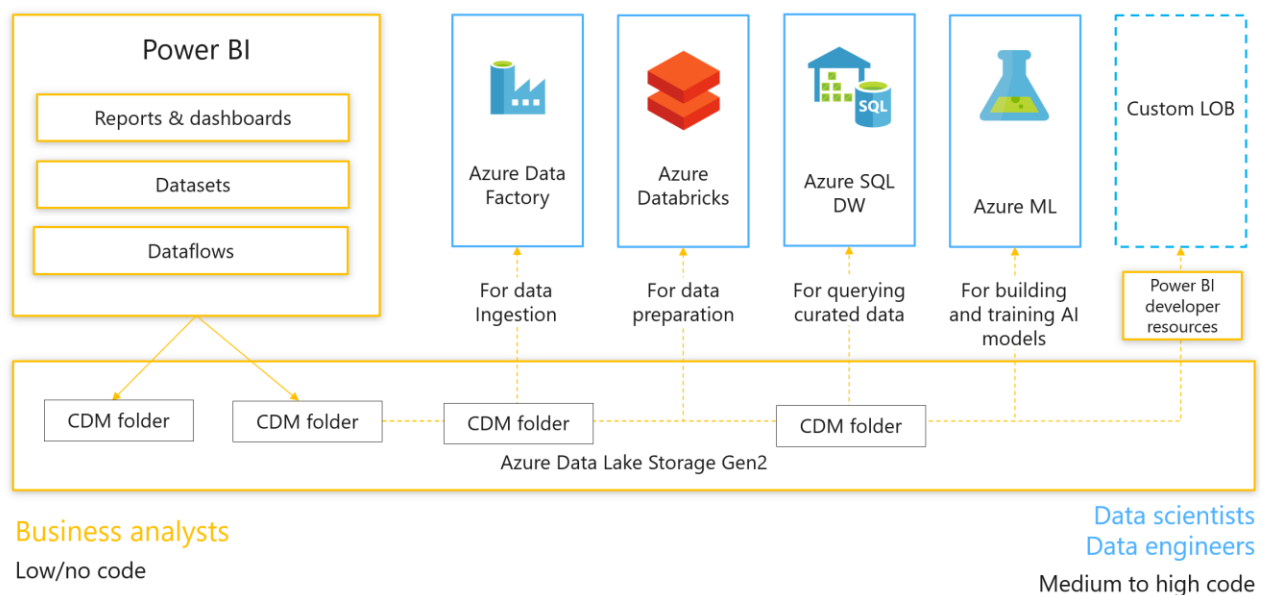 Power BI
Reports & dashboards
Datasets
Dataflows
Azure Data
Factory
Azure
Databricks
SQL
Azure SQL
DW
Azure ML
Custom LOB
For data
Ingestion
For data
preparation
For querying
curated data
For building
and training AI
models
Power BI
developer
resources
CDM folder
CDM folder
CDM folder
CDM folder
Azure Data Lake Storage Gen2
Business analysts
Low/no code
Data scientists
Data engineers
Medium to high code